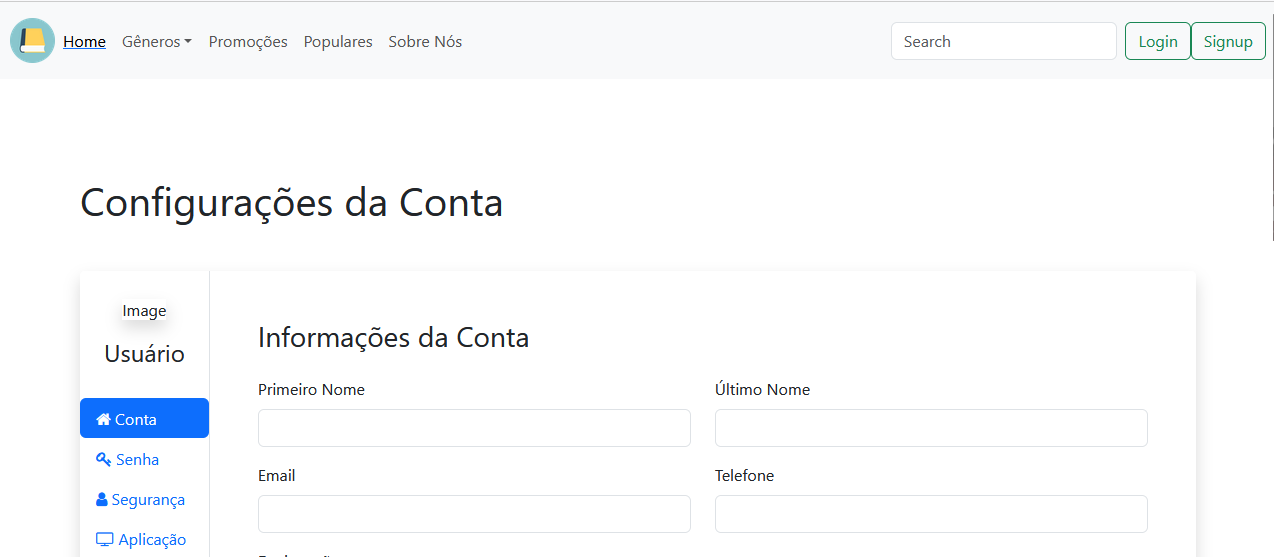 Home Gêneros Promoções Populares Sobre Nós Search Login Signup
Configurações da Conta
Image
Usuário
Conta
Senha
Segurança
Aplicação
Informações da Conta
Primeiro Nome Último Nome
Email Telefone